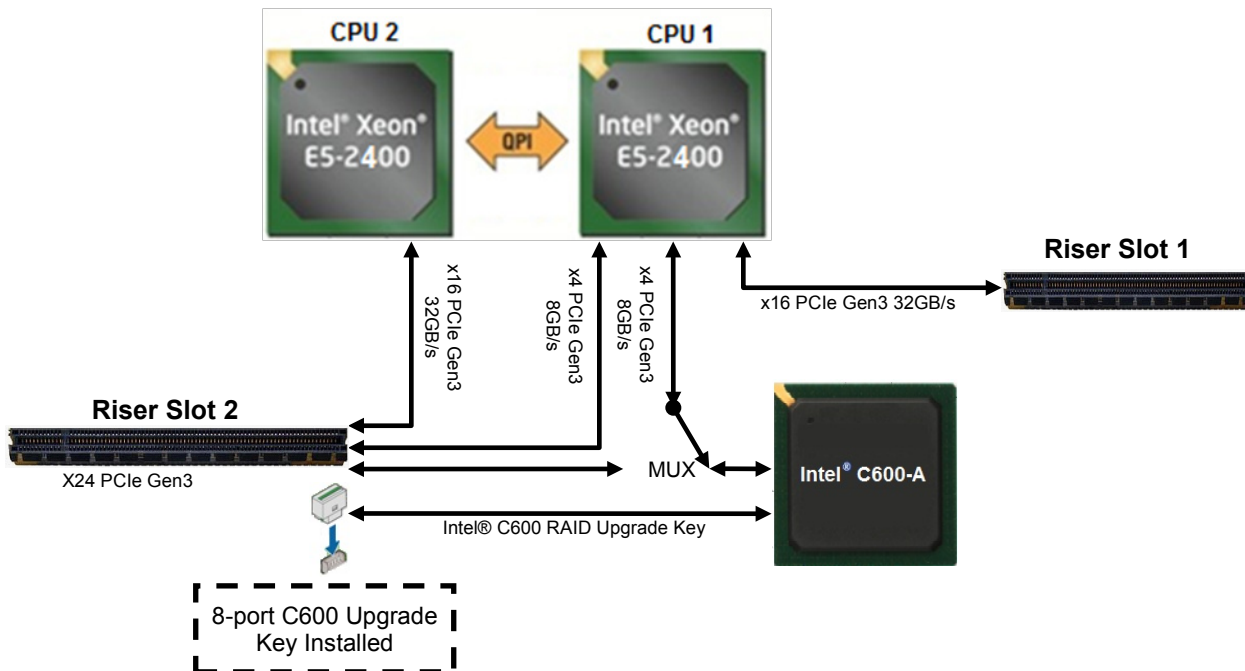 CPU 2
CPU 1
Intel® Xeon®
E5-2400
QPI
Intel® Xeon®
E5-2400
x16 PCIe Gen3
32GB/s
x4 PCIe Gen3
8GB/s
x4 PCIe Gen3
8GB/s
Riser Slot 1
x16 PCIe Gen3 32GB/s
Riser Slot 2
X24 PCIe Gen3
MUX
Intel® C600-A
Intel® C600 RAID Upgrade Key
8-port C600 Upgrade
Key Installed